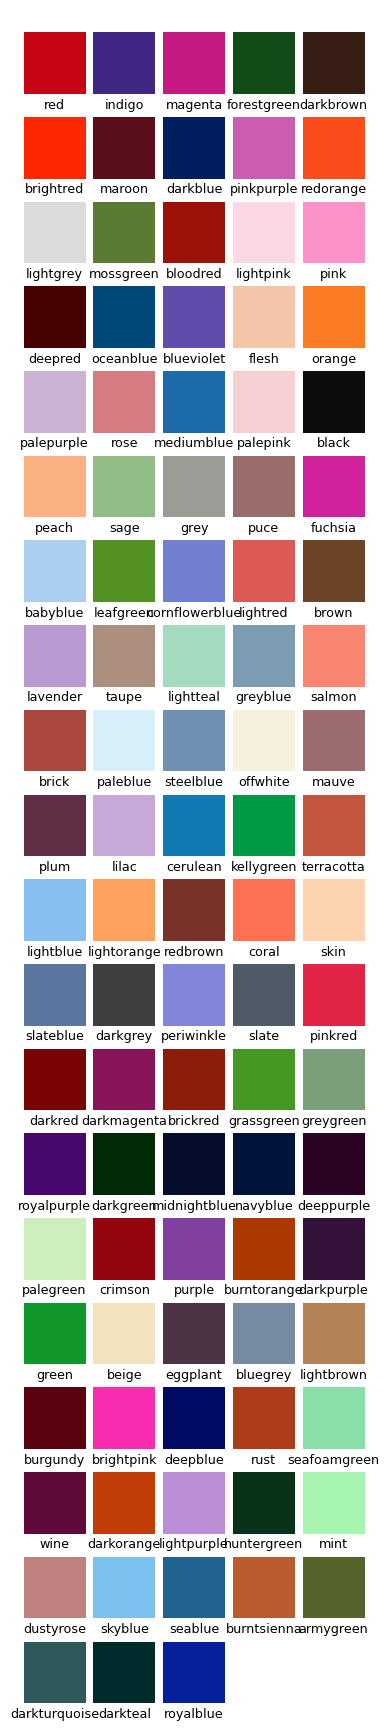 red indigo magenta forestgreen darkbrown
brightred maroon darkblue pinkpurple redorange
lightgrey mossgreen bloodred lightpink pink
deepred oceanblue blueviolet flesh orange
palepurple rose mediumblue palepink black
peach sage grey puce fuchsia
babyblue leafgreen cornflowerblue lightred brown
lavender taupe lightteal greyblue salmon
brick paleblue steelblue offwhite mauve
plum lilac cerulean kellygreen terracotta
lightblue lightorange redbrown coral skin
slateblue darkgrey periwinkle slate pinkred
darkred darkmagenta brickred grassgreen greygreen
royalpurple darkgreen midnightblue navyblue deeppurple
palegreen crimson purple burntorange darkpurple
green beige eggplant bluegrey lightbrown
burgundy brightpink deepblue rust seafoamgreen
wine darkorange lightpurple huntergreen mint
dustyrose skyblue seablue burntsienna armygreen
darkturquoise darkteal royalblue